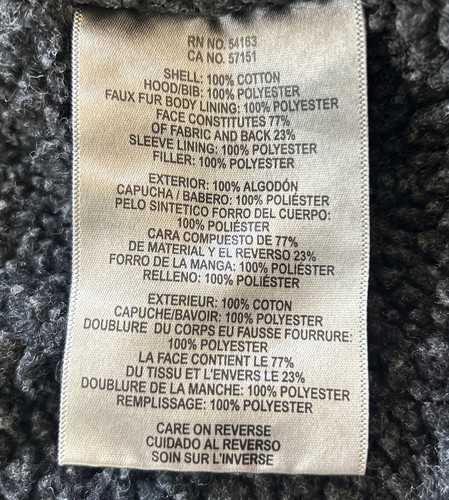 RN NO. 54163
CA NO. 57151
SHELL: 100% COTTON
HOOD/BIB: 100% POLYESTER
FAUX FUR BODY LINING: 100% POLYESTER
FACE CONSTITUTES 77%
OF FABRIC AND BACK 23%
SLEEVE LINING: 100% POLYESTER
FILLER: 100% POLYESTER
EXTERIOR: 100% ALGODÓN
CAPUCHA / BABERO: 100% POLIÉSTER
PELO SINTETICO FORRO DEL CUERPO:
100% POLIÉSTER
CARA COMPUESTO DE 77%
DE MATERIAL Y EL REVERSO 23%
FORRO DE LA MANGA: 100% POLIÉSTER
RELLENO: 100% POLIÉSTER
EXTERIEUR: 100% COTON
CAPUCHE/BAVOIR: 100% POLYESTER
DOUBLURE DU CORPS EU FAUSSE FOURRURE:
100% POLYESTER
LA FACE CONTIENT LE 77%
DU TISSU ET L'ENVERS LE 23%
DOUBLURE DE LA MANCHE: 100% POLYESTER
REMPLISSAGE: 100% POLYESTER
CARE ON REVERSE
CUIDADO AL REVERSO
SOIN SUR L'INVERSE